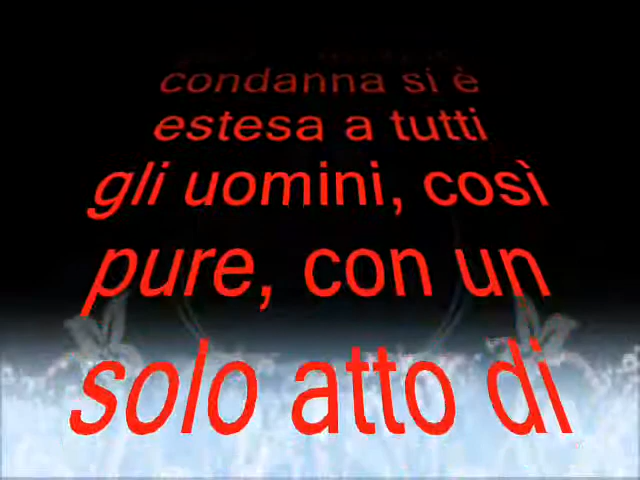 condanna si è
estesa a tutti
gli uomini, così
pure, con un
solo atto di